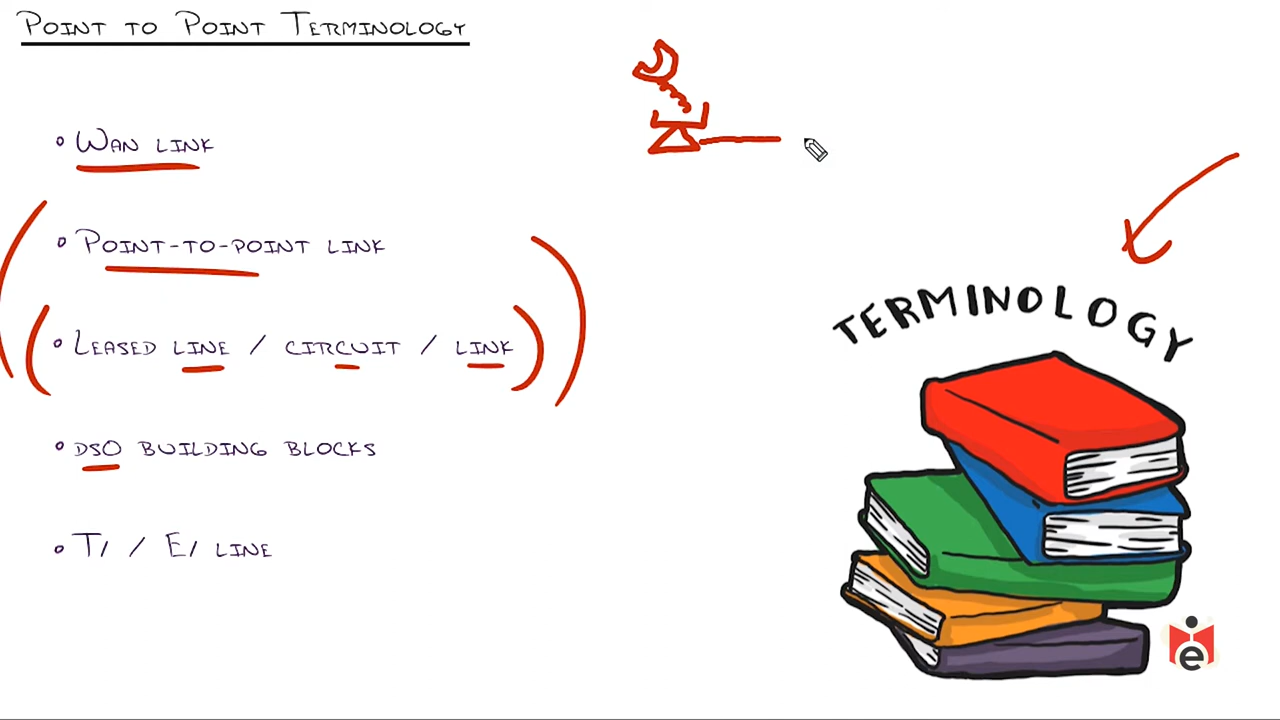 Point to Point Terminology
• Wan link
• Point-to-point link
• Leased line / circuit / link
• DS0 building blocks
• T1 / E1 line
TERMINOLOGY
e